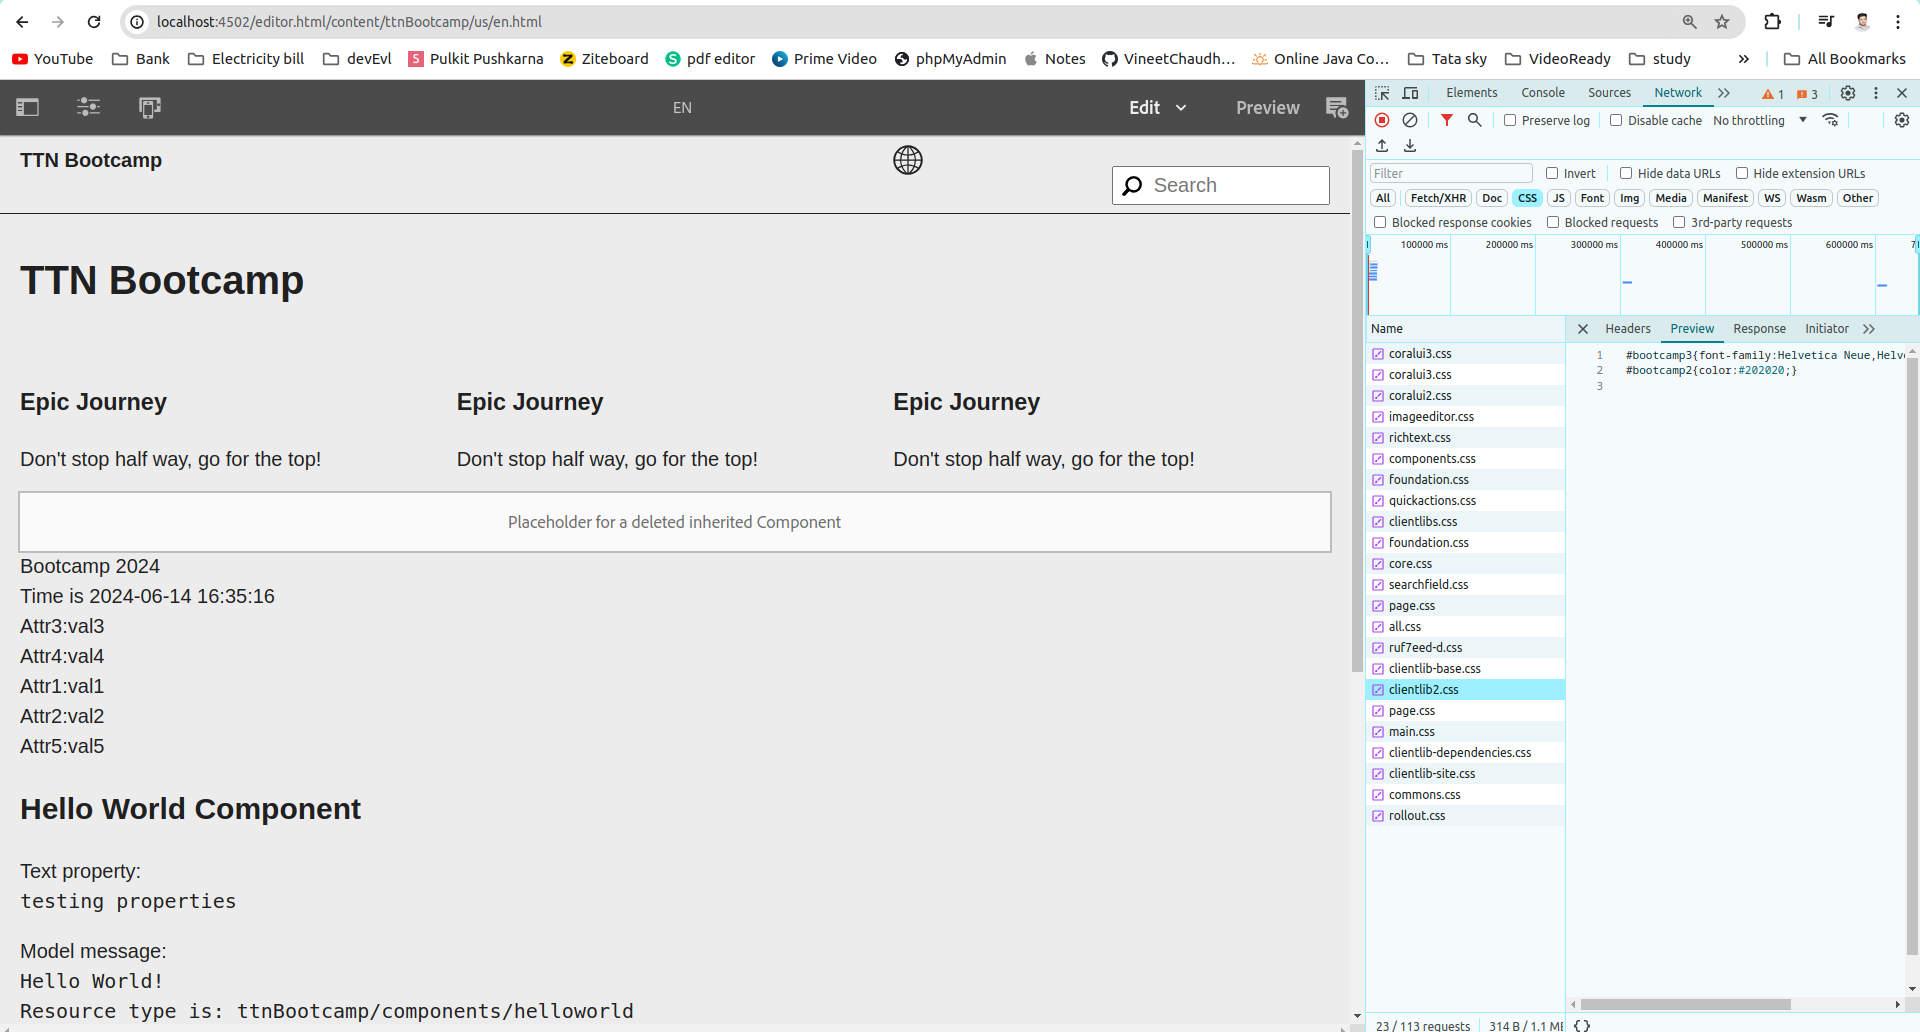 localhost:4502/editor.html/content/ttnBootcamp/us/en.html
YouTube Bank Electricity bill devEvl Pulkit Pushkarna Ziteboard pdf editor Prime Video phpMyAdmin Notes VineetChaudh... Online Java Co... Tata sky VideoReady study » All Bookmarks
EN Edit Preview
TTN Bootcamp
Search
TTN Bootcamp
Epic Journey Epic Journey Epic Journey
Don't stop half way, go for the top! Don't stop half way, go for the top! Don't stop half way, go for the top!
Placeholder for a deleted inherited Component
Bootcamp 2024
Time is 2024-06-14 16:35:16
Attr3:val3
Attr4:val4
Attr1:val1
Attr2:val2
Attr5:val5
Hello World Component
Text property:
testing properties
Model message:
Hello World!
Resource type is: ttnBootcamp/components/helloworld
Elements Console Sources Network » 1 3
Preserve log Disable cache No throttling
Filter Invert Hide data URLs Hide extension URLs
All Fetch/XHR Doc CSS JS Font Img Media Manifest WS Wasm Other
Blocked response cookies Blocked requests 3rd-party requests
100000 ms 200000 ms 300000 ms 400000 ms 500000 ms 600000 ms 7
Name
coralui3.css
coralui3.css
coralui2.css
imageeditor.css
richtext.css
components.css
foundation.css
quickactions.css
clientlibs.css
foundation.css
core.css
searchfield.css
page.css
all.css
ruf7eed-d.css
clientlib-base.css
clientlib2.css
page.css
main.css
clientlib-dependencies.css
clientlib-site.css
commons.css
rollout.css
Headers Preview Response Initiator »
1 #bootcamp3{font-family:Helvetica Neue,Helv
2 #bootcamp2{color:#202020;}
3
23 / 113 requests 314 B / 1.1 ME {}